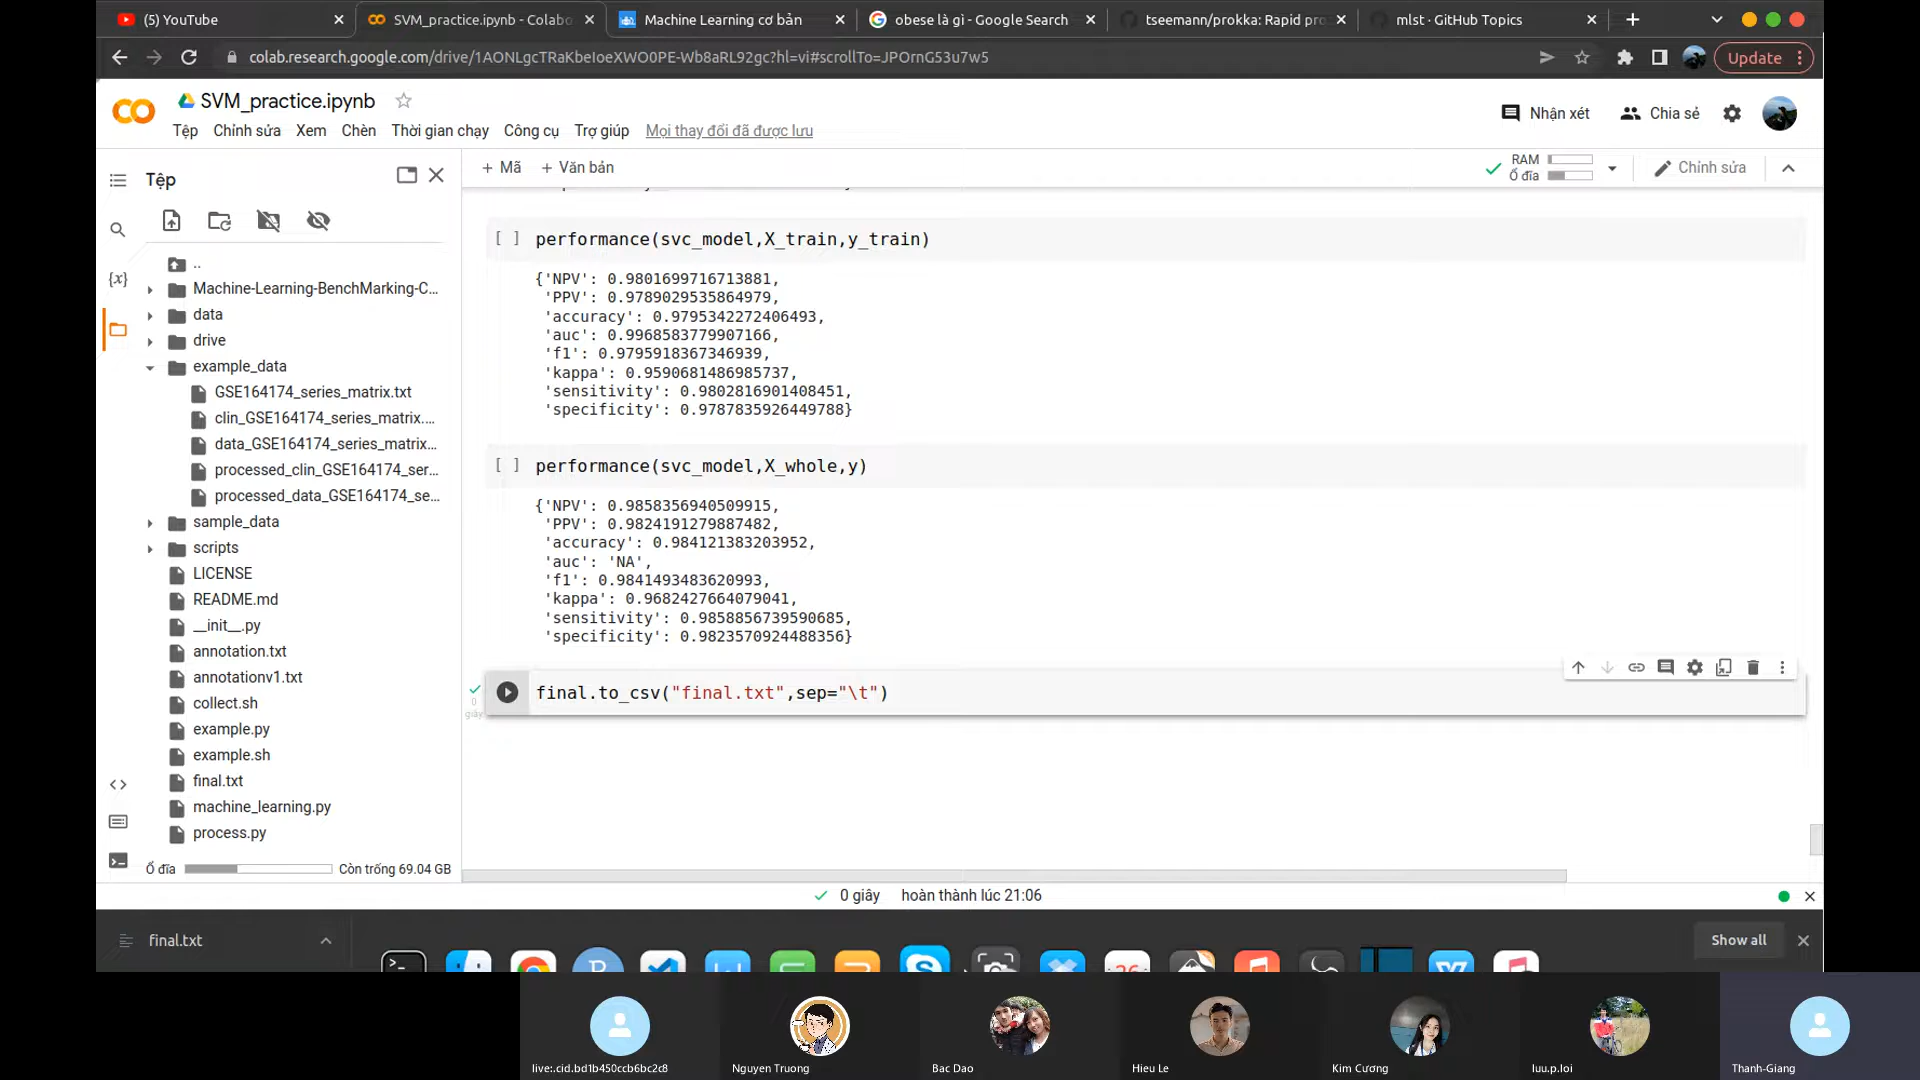 (5) YouTube
SVM_practice.ipynb - Colabo
Machine Learning cơ bản
obese là gì - Google Search
tseemann/prokka: Rapid pro
mlst · GitHub Topics
colab.research.google.com/drive/1AONLgcTRaKbeIoeXWO0PE-Wb8aRL92gc?hl=vi#scrollTo=JPOrnG53u7w5
Update
SVM_practice.ipynb
Nhận xét
Chia sẻ
Tệp Chỉnh sửa Xem Chèn Thời gian chạy Công cụ Trợ giúp Mọi thay đổi đã được lưu
Tệp
+ Mã + Văn bản
RAM
Ổ đĩa
Chỉnh sửa
{x}
..
Machine-Learning-BenchMarking-C...
data
drive
example_data
GSE164174_series_matrix.txt
clin_GSE164174_series_matrix....
data_GSE164174_series_matrix...
processed_clin_GSE164174_ser...
processed_data_GSE164174_se...
sample_data
scripts
LICENSE
README.md
__init__.py
annotation.txt
annotationv1.txt
collect.sh
example.py
example.sh
final.txt
machine_learning.py
process.py
Ổ đĩa
Còn trống 69.04 GB
[ ] performance(svc_model,X_train,y_train)
{'NPV': 0.9801699716713881,
'PPV': 0.9789029535864979,
'accuracy': 0.9795342272406493,
'auc': 0.9968583779907166,
'f1': 0.9795918367346939,
'kappa': 0.9590681486985737,
'sensitivity': 0.9802816901408451,
'specificity': 0.9787835926449788}
[ ] performance(svc_model,X_whole,y)
{'NPV': 0.9858356940509915,
'PPV': 0.9824191279887482,
'accuracy': 0.984121383203952,
'auc': 'NA',
'f1': 0.9841493483620993,
'kappa': 0.9682427664079041,
'sensitivity': 0.9858856739590685,
'specificity': 0.9823570924488356}
0
giây
final.to_csv("final.txt",sep="\t")
0 giây hoàn thành lúc 21:06
final.txt
Show all
live:.cid.bd1b450ccb6bc2c8
Nguyen Truong
Bac Dao
Hieu Le
Kim Cương
luu.p.loi
Thanh-Giang